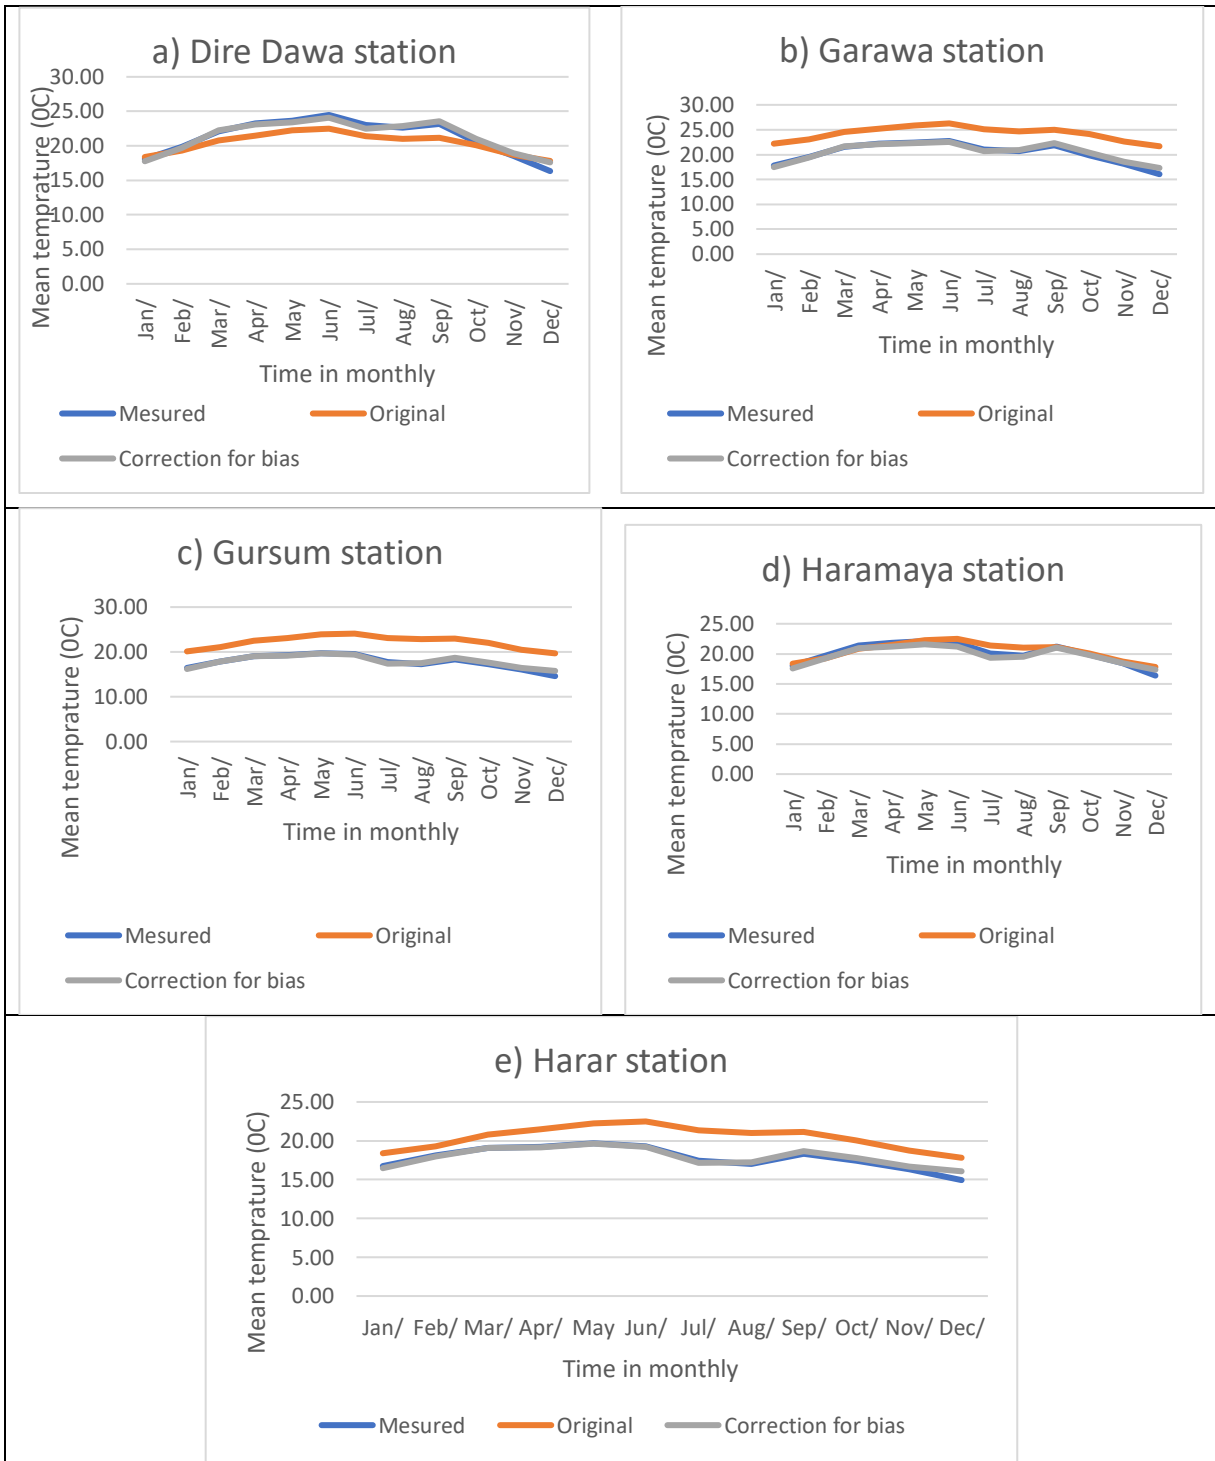 a) Dire Dawa station
Mean temprature (0C)
30.00
25.00
20.00
15.00
10.00
5.00
0.00
Jan/ Feb/ Mar/ Apr/ May Jun/ Jul/ Aug/ Sep/ Oct/ Nov/ Dec/
Time in monthly
Mesured Original
Correction for bias
b) Garawa station
Mean temprature (0C)
30.00
25.00
20.00
15.00
10.00
5.00
0.00
Jan/ Feb/ Mar/ Apr/ May Jun/ Jul/ Aug/ Sep/ Oct/ Nov/ Dec/
Time in monthly
Mesured Original
Correction for bias
c) Gursum station
Mean temprature (0C)
30.00
20.00
10.00
0.00
Jan/ Feb/ Mar/ Apr/ May Jun/ Jul/ Aug/ Sep/ Oct/ Nov/ Dec/
Time in monthly
Mesured Original
Correction for bias
d) Haramaya station
Mean temprature (0C)
25.00
20.00
15.00
10.00
5.00
0.00
Jan/ Feb/ Mar/ Apr/ May Jun/ Jul/ Aug/ Sep/ Oct/ Nov/ Dec/
Time in monthly
Mesured Original
Correction for bias
e) Harar station
Mean temprature (0C)
25.00
20.00
15.00
10.00
5.00
0.00
Jan/ Feb/ Mar/ Apr/ May Jun/ Jul/ Aug/ Sep/ Oct/ Nov/ Dec/
Time in monthly
Mesured Original Correction for bias